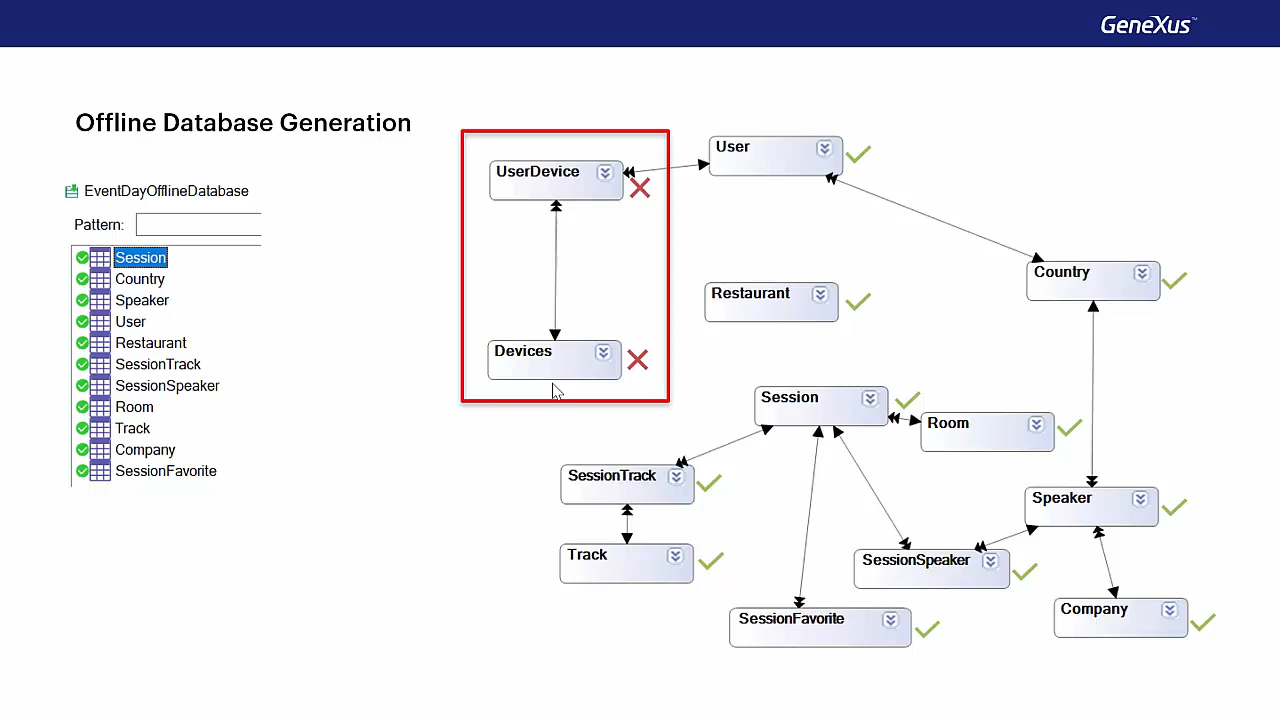 GeneXus™
Offline Database Generation
EventDayOfflineDatabase
Pattern:
Session
Country
Speaker
User
Restaurant
SessionTrack
SessionSpeaker
Room
Track
Company
SessionFavorite
User
UserDevice
Country
Restaurant
Devices
Session
Room
SessionTrack
Speaker
Track
SessionSpeaker
Company
SessionFavorite